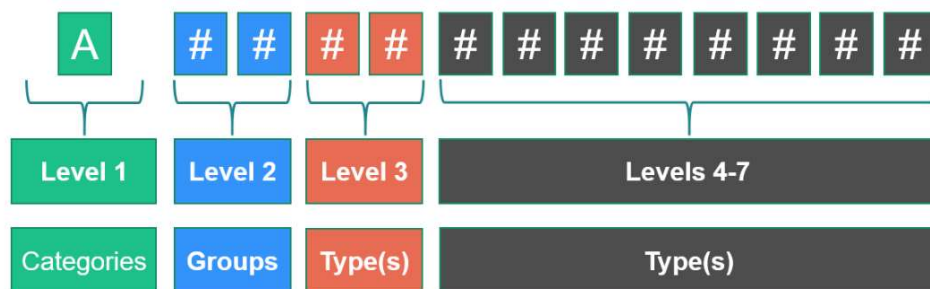 A # # # # # # # # # # # #
Level 1 Level 2 Level 3 Levels 4-7
Categories Groups Type(s) Type(s)